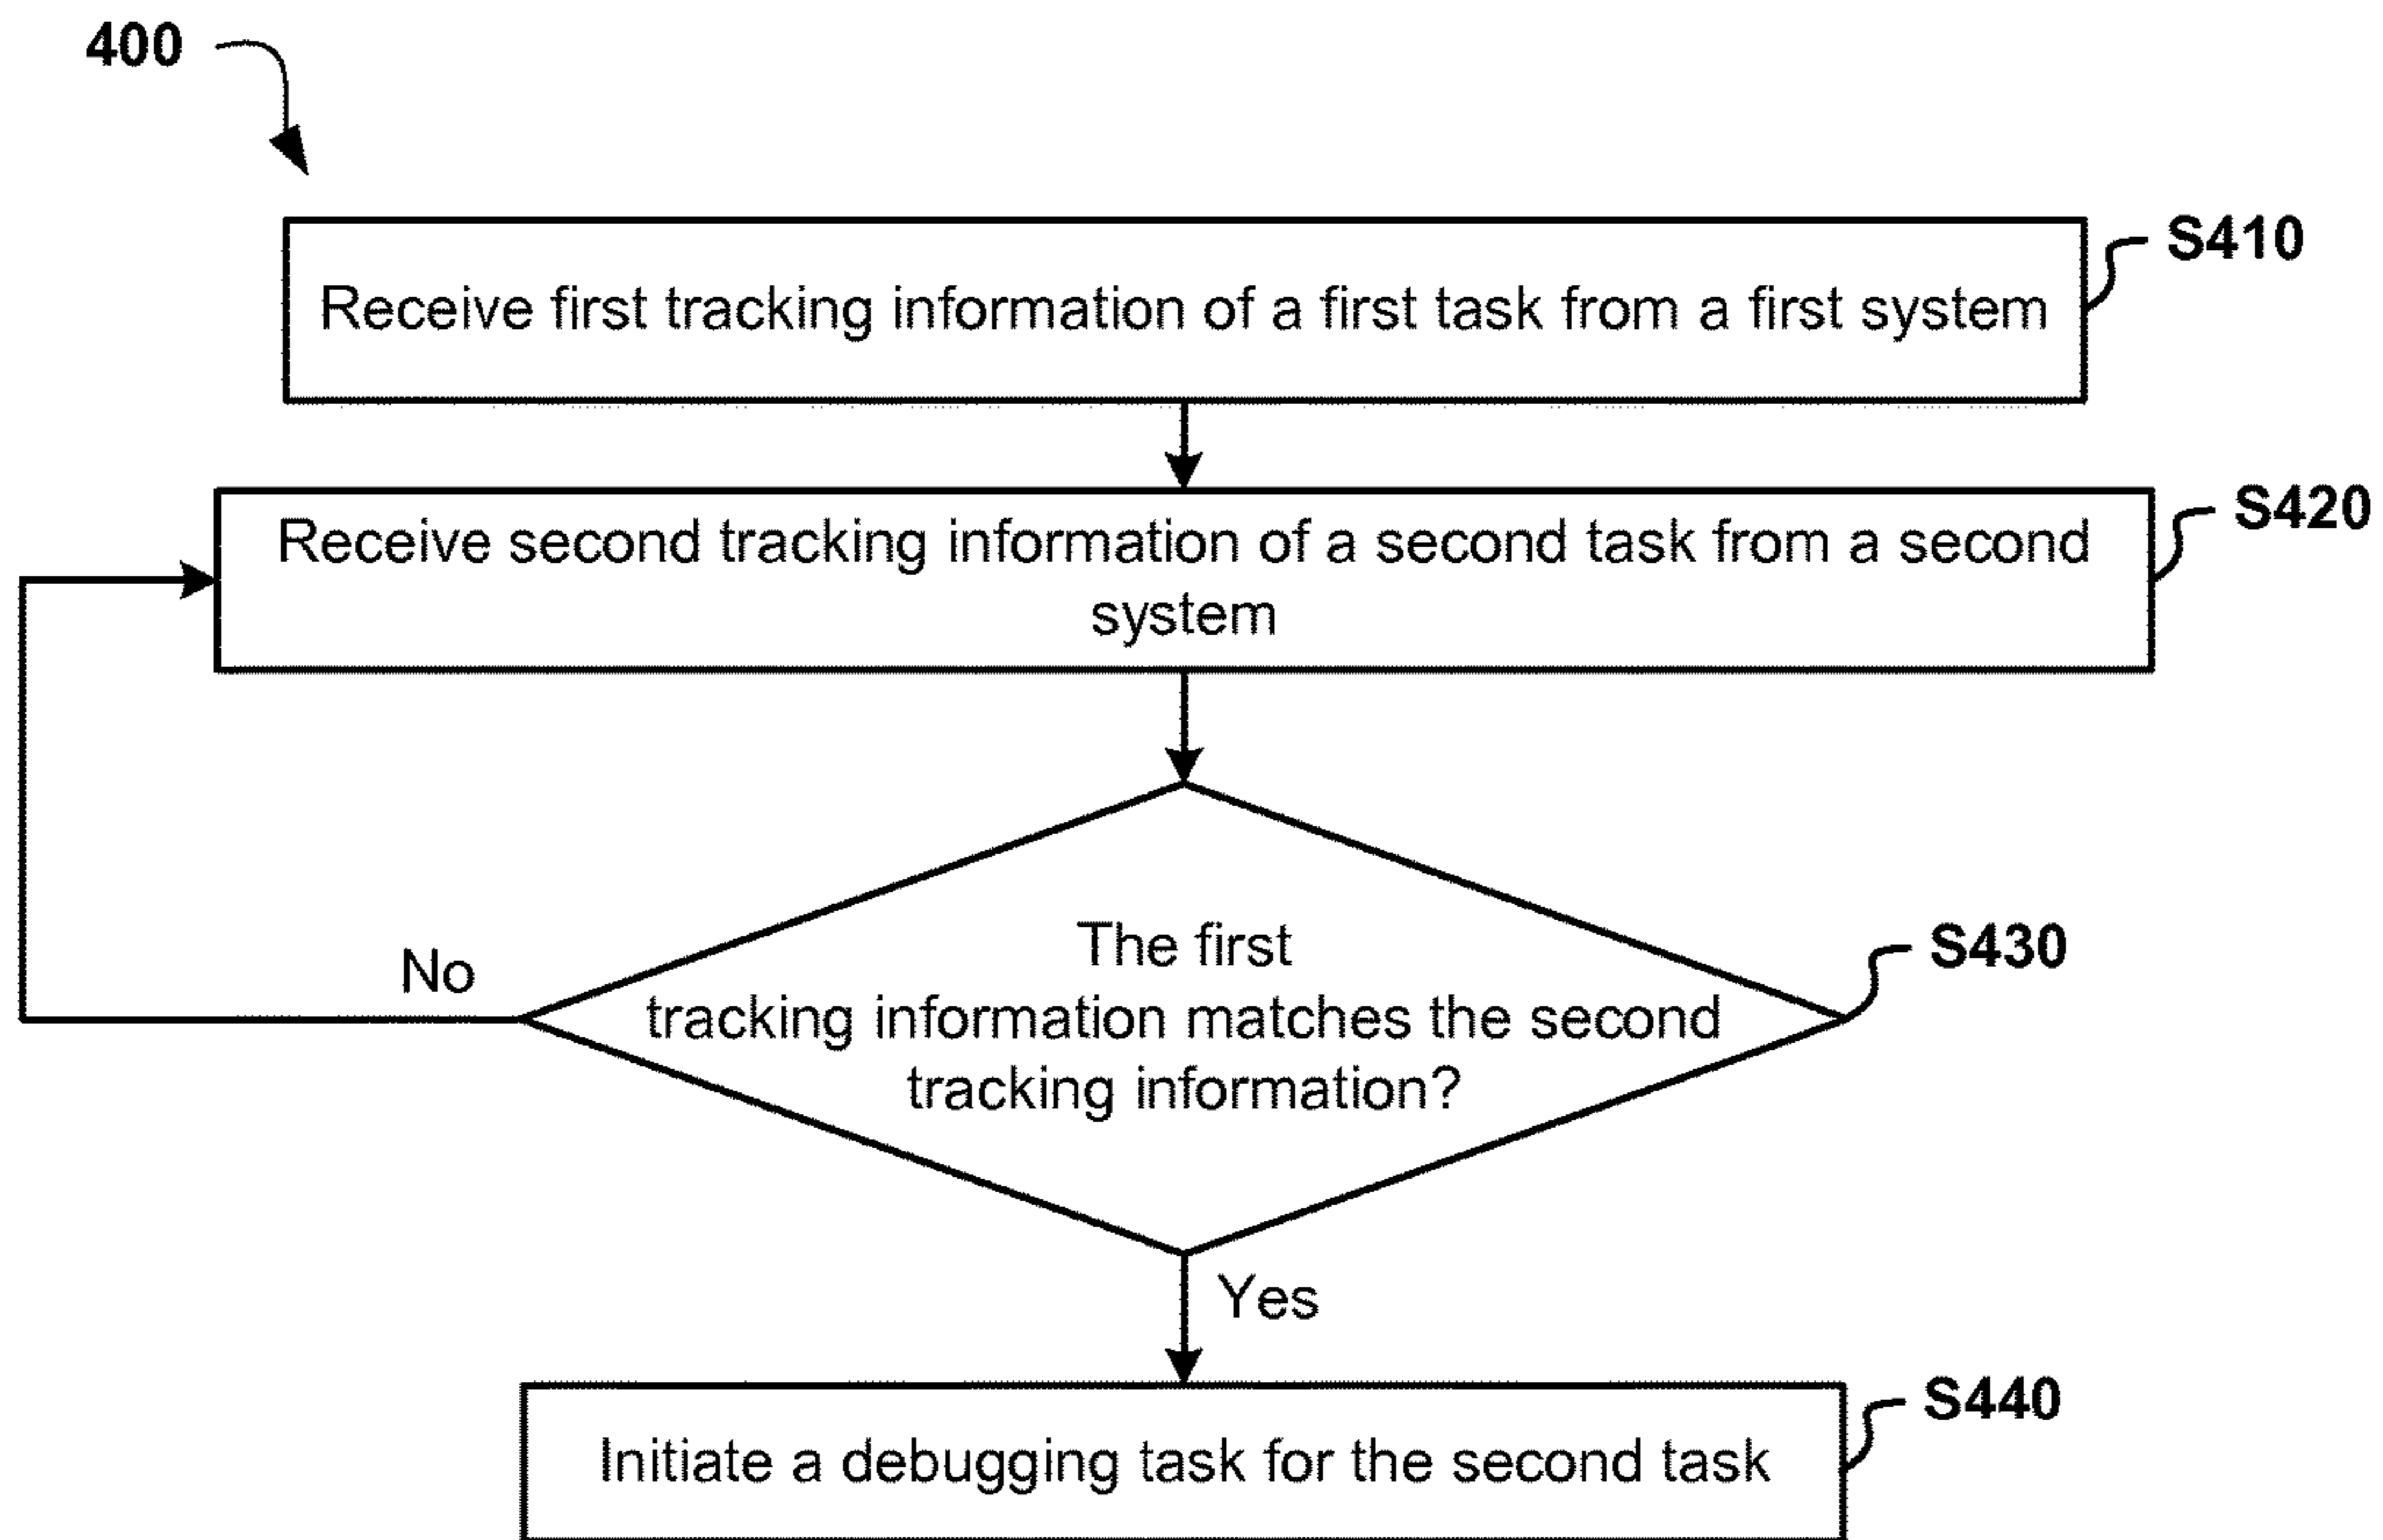 400
S410
Receive first tracking information of a first task from a first system
S420
Receive second tracking information of a second task from a second
system
The first
S430
No
tracking information matches the second
tracking information?
Yes
S440
Initiate a debugging task for the second task